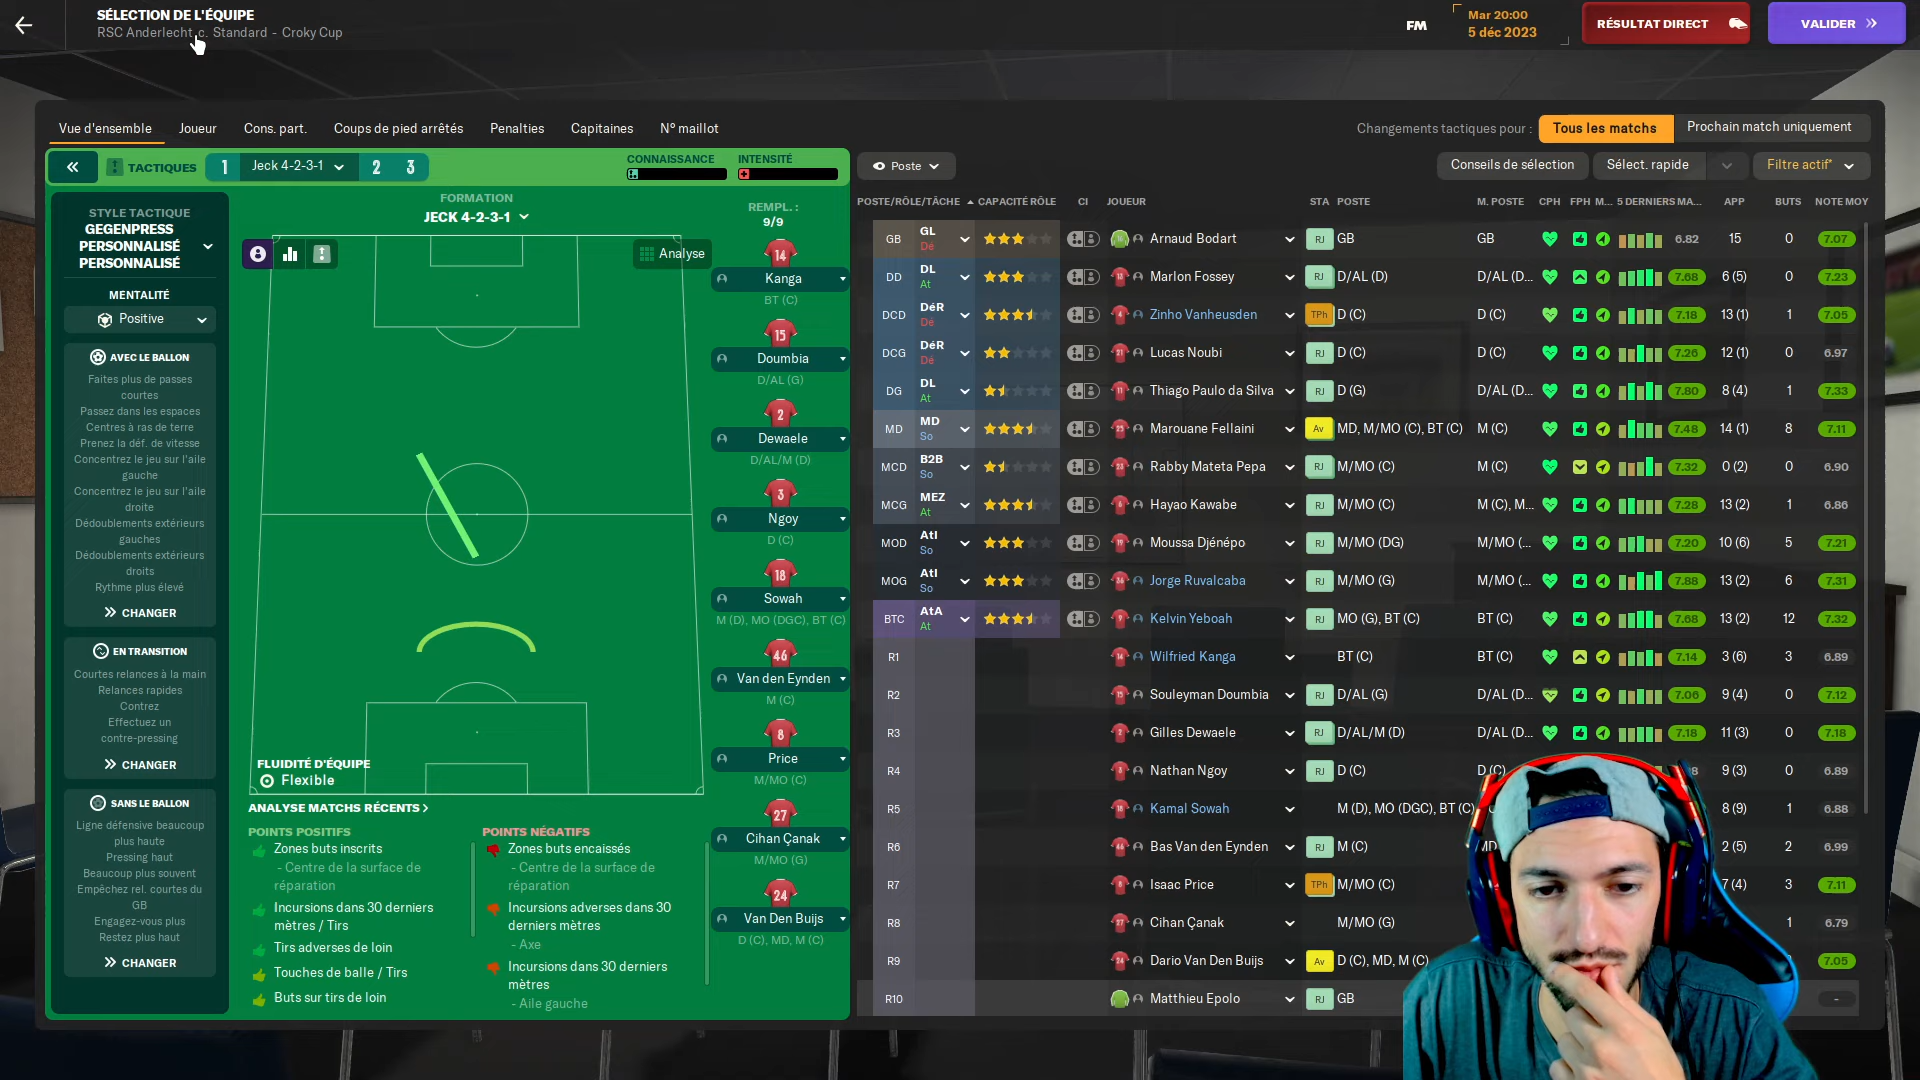 SÉLECTION DE L'ÉQUIPE
RSC Anderlecht c. Standard - Croky Cup
FM
Mar 20:00
5 déc 2023
RÉSULTAT DIRECT
VALIDER
Vue d'ensemble
Joueur
Cons. part.
Coups de pied arrêtés
Penalties
Capitaines
N° maillot
Changements tactiques pour :
Tous les matchs
Prochain match uniquement
TACTIQUES
1
Jeck 4-2-3-1
2
3
CONNAISSANCE
INTENSITÉ
Poste
Conseils de sélection
Sélect. rapide
Filtre actif*
STYLE TACTIQUE
GEGENPRESS
PERSONNALISÉ
PERSONNALISÉ
MENTALITÉ
Positive
AVEC LE BALLON
Faites plus de passes
courtes
Passez dans les espaces
Centres à ras de terre
Prenez la déf. de vitesse
Concentrez le jeu sur l'aile
gauche
Concentrez le jeu sur l'aile
droite
Dédoublements extérieurs
gauches
Dédoublements extérieurs
droits
Rythme plus élevé
CHANGER
EN TRANSITION
Courtes relances à la main
Relances rapides
Contrez
Effectuez un
contre-pressing
CHANGER
SANS LE BALLON
Ligne défensive beaucoup
plus haute
Pressing haut
Beaucoup plus souvent
Empêchez rel. courtes du
GB
Engagez-vous plus
Restez plus haut
CHANGER
FORMATION
JECK 4-2-3-1
Analyse
FLUIDITÉ D'ÉQUIPE
Flexible
ANALYSE MATCHS RÉCENTS
POINTS POSITIFS
Zones buts inscrits
- Centre de la surface de
réparation
Incursions dans 30 derniers
mètres / Tirs
Tirs adverses de loin
Touches de balle / Tirs
Buts sur tirs de loin
POINTS NÉGATIFS
Zones buts encaissés
- Centre de la surface de
réparation
Incursions adverses dans 30
derniers mètres
- Axe
Incursions dans 30 derniers
mètres
- Aile gauche
REMPL. :
9/9
14
Kanga
BT (C)
15
Doumbia
D/AL (G)
2
Dewaele
D/AL/M (D)
3
Ngoy
D (C)
18
Sowah
M (D), MO (DGC), BT (C)
46
Van den Eynden
M (C)
8
Price
M/MO (C)
27
Cihan Çanak
M/MO (G)
24
Van Den Buijs
D (C), MD, M (C)
POSTE/RÔLE/TÂCHE CAPACITÉ RÔLE CI JOUEUR STA POSTE M. POSTE CPH FPH M... 5 DERNIERS MA... APP BUTS NOTE MOY
GB GL Dé Arnaud Bodart RJ GB GB 6.82 15 0 7.07
DD DL At Marlon Fossey RJ D/AL (D) D/AL (D... 7.68 6 (5) 0 7.23
DCD DéR Dé Zinho Vanheusden TPh D (C) D (C) 7.18 13 (1) 1 7.05
DCG DéR Dé Lucas Noubi RJ D (C) D (C) 7.26 12 (1) 0 6.97
DG DL At Thiago Paulo da Silva RJ D (G) D/AL (D... 7.80 8 (4) 1 7.33
MD MD So Marouane Fellaini Av MD, M/MO (C), BT (C) M (C) 7.48 14 (1) 8 7.11
MCD B2B So Rabby Mateta Pepa RJ M/MO (C) M (C) 7.32 0 (2) 0 6.90
MCG MEZ At Hayao Kawabe RJ M/MO (C) M (C), M... 7.28 13 (2) 1 6.86
MOD AtI So Moussa Djénépo RJ M/MO (DG) M/MO (... 7.20 10 (6) 5 7.21
MOG AtI So Jorge Ruvalcaba RJ M/MO (G) M/MO (... 7.88 13 (2) 6 7.31
BTC AtA At Kelvin Yeboah RJ MO (G), BT (C) BT (C) 7.68 13 (2) 12 7.32
R1 Wilfried Kanga BT (C) BT (C) 7.14 3 (6) 3 6.89
R2 Souleyman Doumbia RJ D/AL (G) D/AL (D... 7.06 9 (4) 0 7.12
R3 Gilles Dewaele RJ D/AL/M (D) D/AL (D... 7.18 11 (3) 0 7.18
R4 Nathan Ngoy RJ D (C) D (C) 9 (3) 0 6.89
R5 Kamal Sowah M (D), MO (DGC), BT (C) 8 (9) 1 6.88
R6 Bas Van den Eynden RJ M (C) 2 (5) 2 6.99
R7 Isaac Price TPh M/MO (C) 7 (4) 3 7.11
R8 Cihan Çanak M/MO (G) 1 6.79
R9 Dario Van Den Buijs Av D (C), MD, M (C) 7.05
R10 Matthieu Epolo RJ GB -